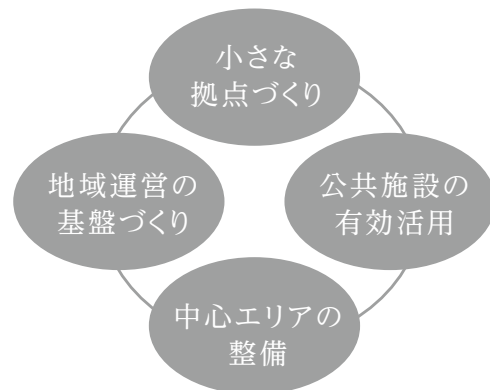 小さな
拠点づくり
地域運営の
基盤づくり
公共施設の
有効活用
中心エリアの
整備